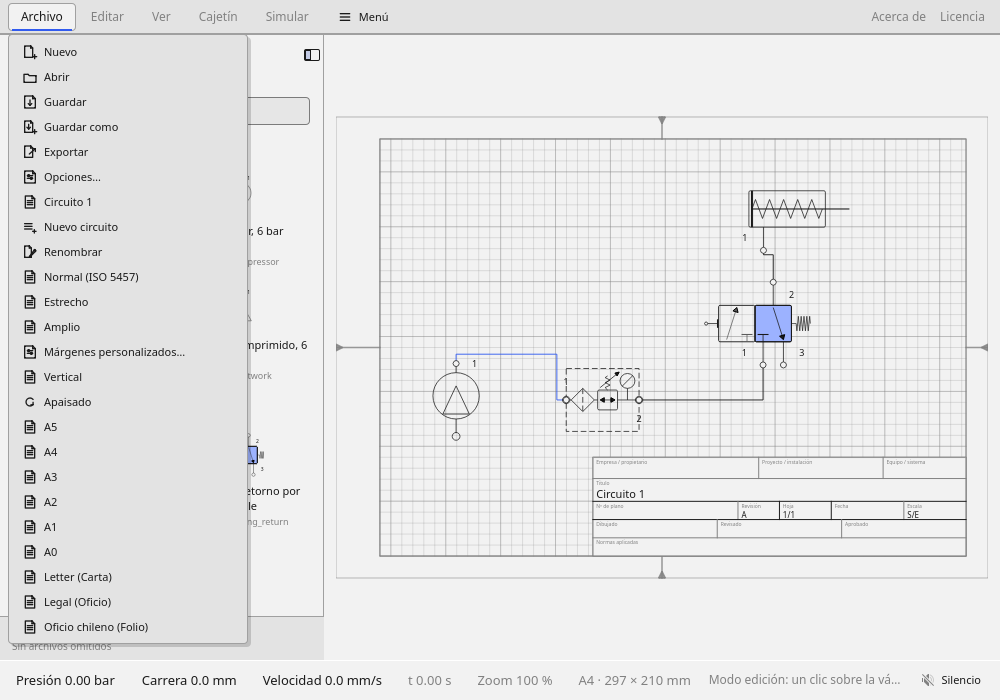 Archivo Editar Ver Cajetín Simular Menú Acerca de Licencia
Nuevo
Abrir
Guardar
Guardar como
Exportar
Opciones...
Circuito 1
Nuevo circuito
Renombrar
Normal (ISO 5457)
Estrecho
Amplio
Márgenes personalizados...
Vertical
Apaisado
A5
A4
A3
A2
A1
A0
Letter (Carta)
Legal (Oficio)
Oficio chileno (Folio)
r, 6 bar
pressor
mprimido, 6
twork
2
3
etorno por
le
ng_return
Sin archivos omitidos
1
2
1 3
1
1
2
Empresa / propietario Proyecto / instalación Equipo / sistema
Título
Circuito 1
Nº de plano Revisión Hoja Fecha Escala
A 1/1 S/E
Dibujado Revisado Aprobado
Normas aplicadas
Presión 0.00 bar Carrera 0.0 mm Velocidad 0.0 mm/s t 0.00 s Zoom 100 % A4 · 297 × 210 mm Modo edición: un clic sobre la vá... Silencio